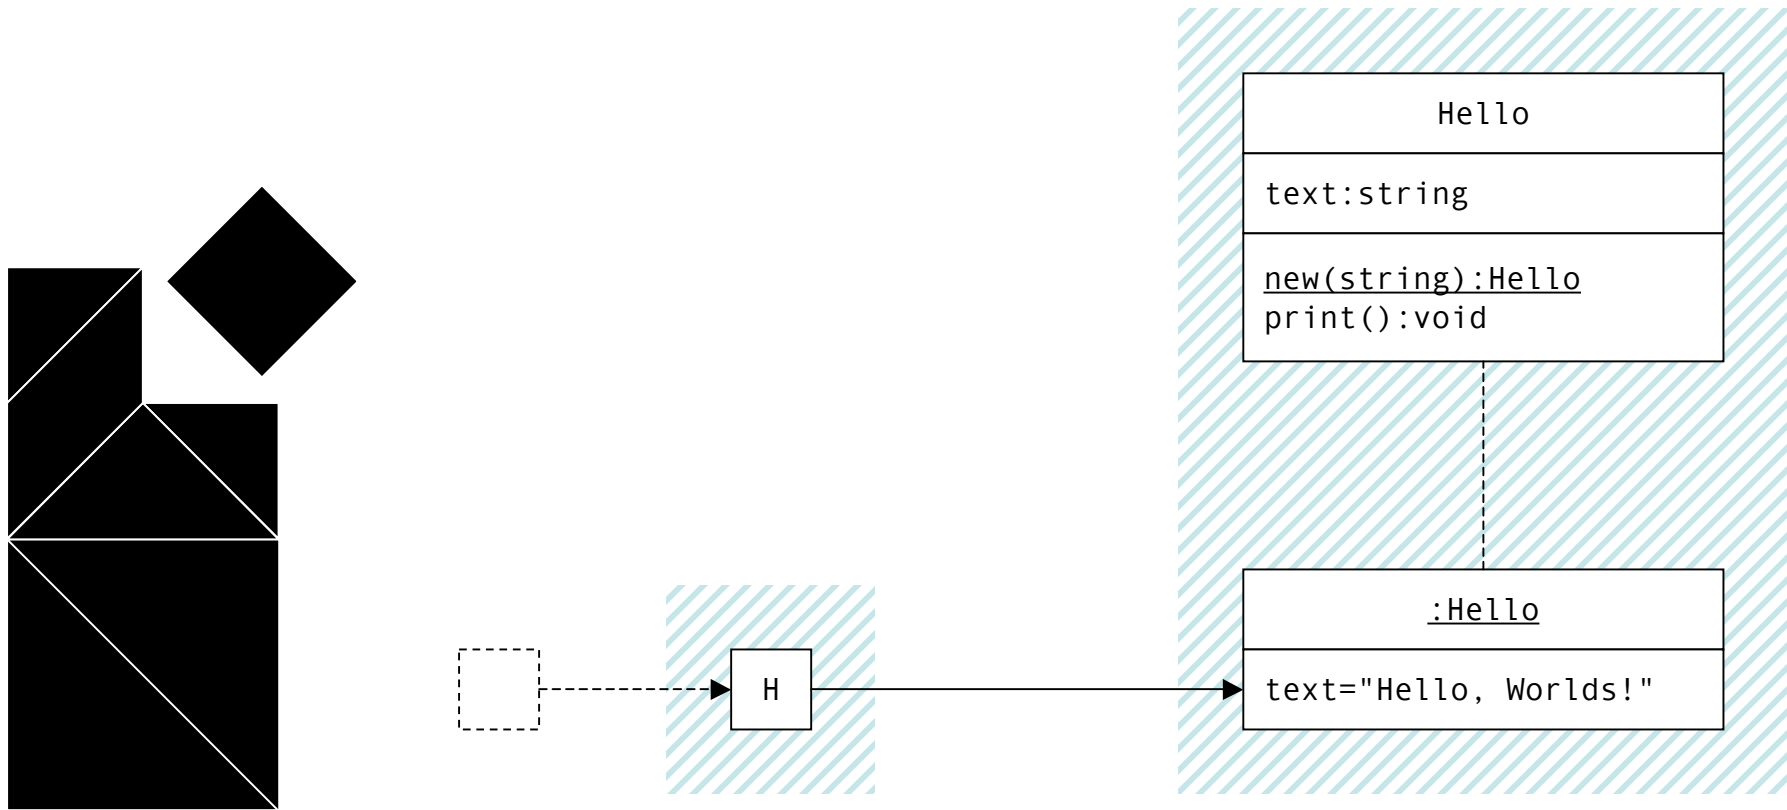 Hello
text:string
new(string):Hello
print():void
:Hello
H
text="Hello, Worlds!"